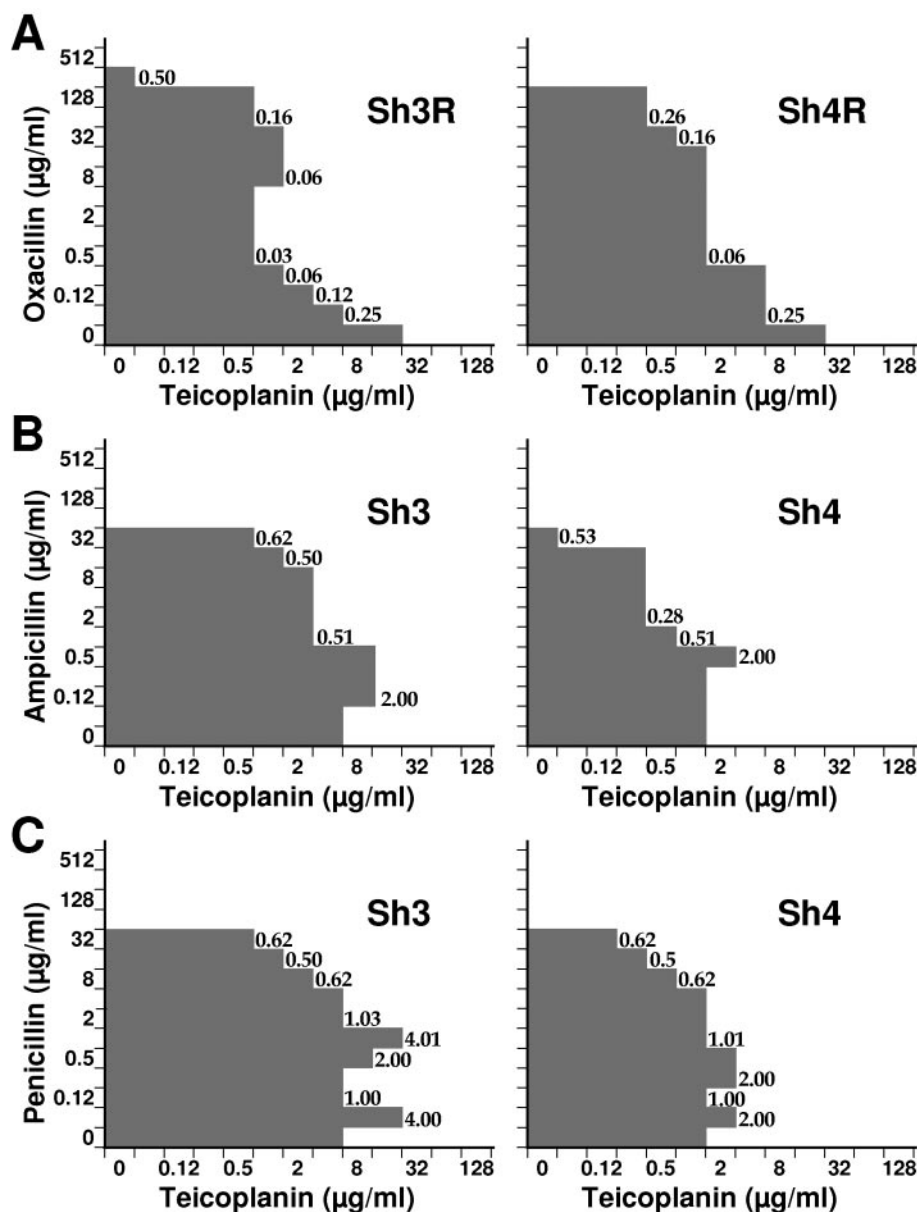 A
Oxacillin (µg/ml)
512
128
32
8
2
0.5
0.12
0
0.50
0.16
0.06
0.03
0.06
0.12
0.25
Sh3R
0 0.12 0.5 2 8 32 128
Teicoplanin (µg/ml)
Sh4R
0.26
0.16
0.06
0.25
0 0.12 0.5 2 8 32 128
Teicoplanin (µg/ml)
B
Ampicillin (µg/ml)
512
128
32
8
2
0.5
0.12
0
Sh3
0.62
0.50
0.51
2.00
0 0.12 0.5 2 8 32 128
Teicoplanin (µg/ml)
Sh4
0.53
0.28
0.51
2.00
0 0.12 0.5 2 8 32 128
Teicoplanin (µg/ml)
C
Penicillin (µg/ml)
512
128
32
8
2
0.5
0.12
0
Sh3
0.62
0.50
0.62
1.03
4.01
2.00
1.00
4.00
0 0.12 0.5 2 8 32 128
Teicoplanin (µg/ml)
Sh4
0.62
0.5
0.62
1.01
2.00
1.00
2.00
0 0.12 0.5 2 8 32 128
Teicoplanin (µg/ml)